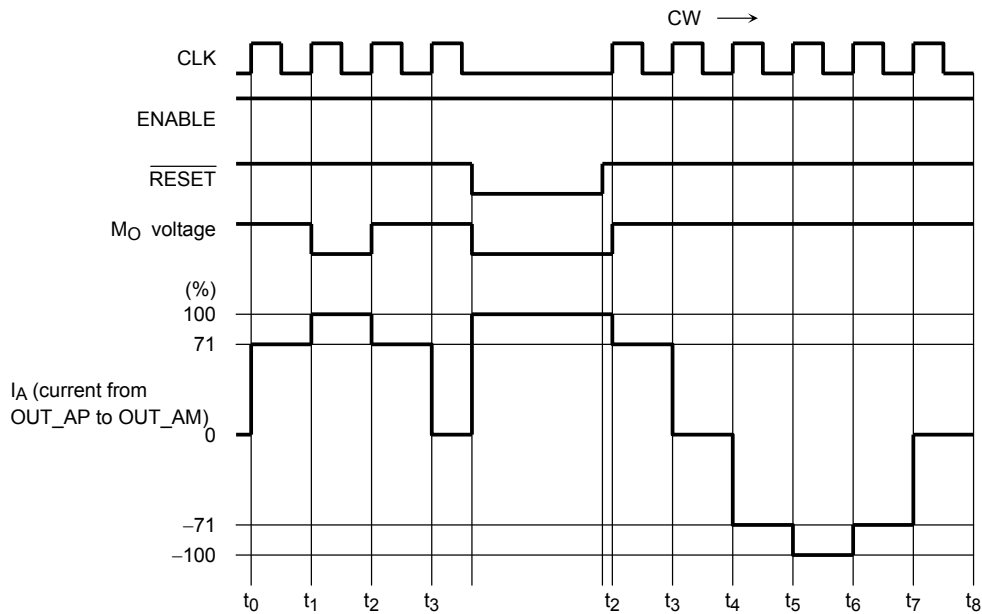 CW →
CLK
ENABLE
RESET
MO voltage
(%)
100
71
IA (current from
OUT_AP to OUT_AM)
0
−71
−100
t0 t1 t2 t3 t2 t3 t4 t5 t6 t7 t8